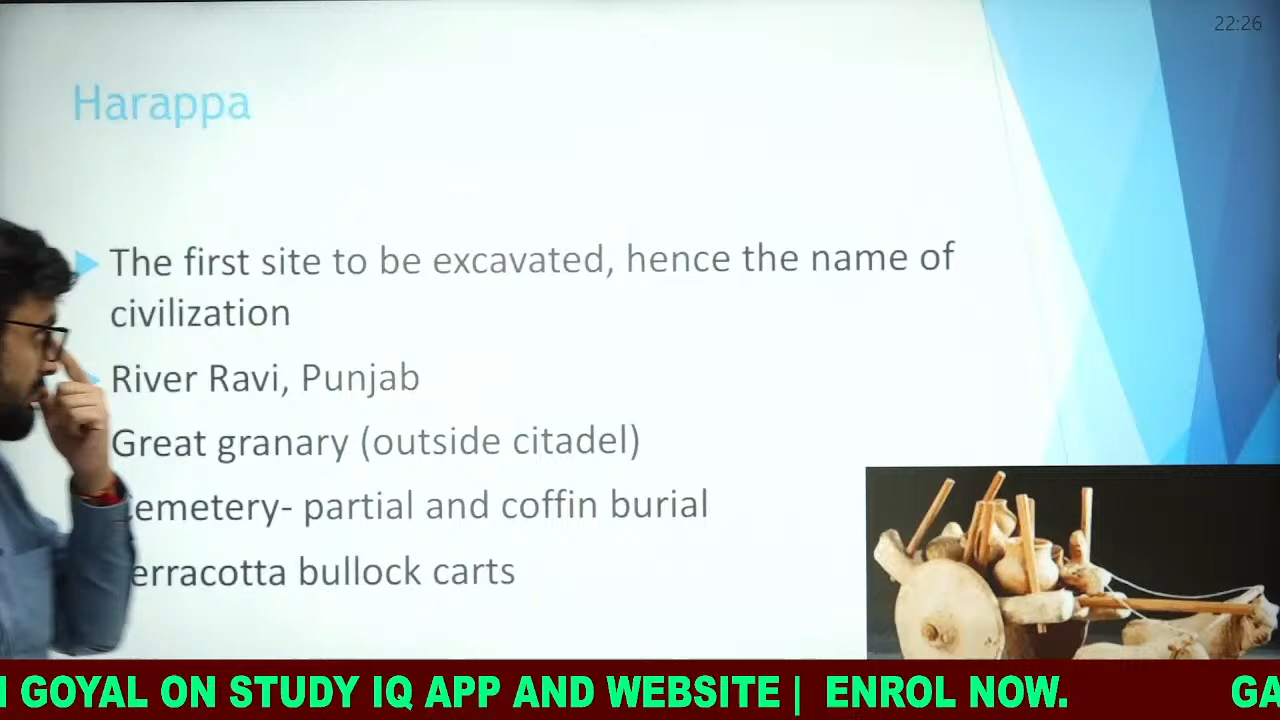 22:26
Harappa
The first site to be excavated, hence the name of
civilization
River Ravi, Punjab
Great granary (outside citadel)
emetery- partial and coffin burial
erracotta bullock carts
GOYAL ON STUDY IQ APP AND WEBSITE | ENROL NOW. GA